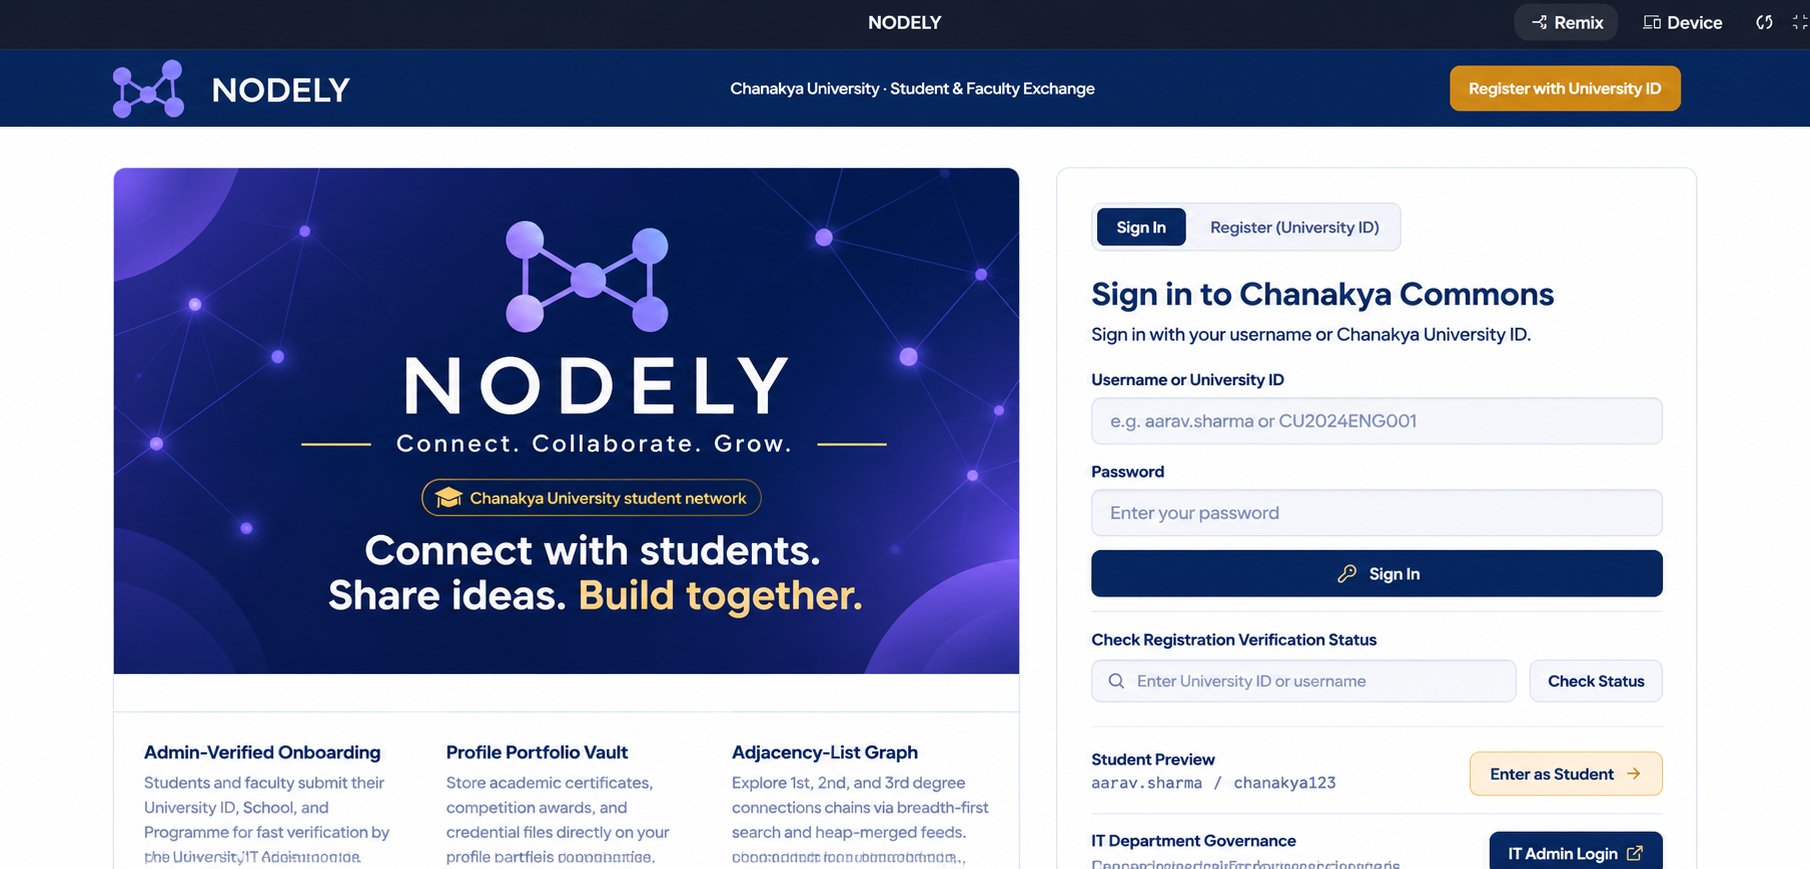 NODELY
Remix
Device
NODELY
Chanakya University · Student & Faculty Exchange
Register with University ID
NODELY
Connect. Collaborate. Grow.
Chanakya University student network
Connect with students.
Share ideas. Build together.
Admin-Verified Onboarding
Students and faculty submit their
University ID, School, and
Programme for fast verification by
the University/IT
Profile Portfolio Vault
Store academic certificates,
competition awards, and
credential files directly on your
profile
Adjacency-List Graph
Explore 1st, 2nd, and 3rd degree
connections chains via breadth-first
search and heap-merged feeds.
Sign In
Register (University ID)
Sign in to Chanakya Commons
Sign in with your username or Chanakya University ID.
Username or University ID
e.g. aarav.sharma or CU2024ENG001
Password
Enter your password
Sign In
Check Registration Verification Status
Enter University ID or username
Check Status
Student Preview
aarav.sharma / chanakya123
Enter as Student
IT Department Governance
IT Admin Login